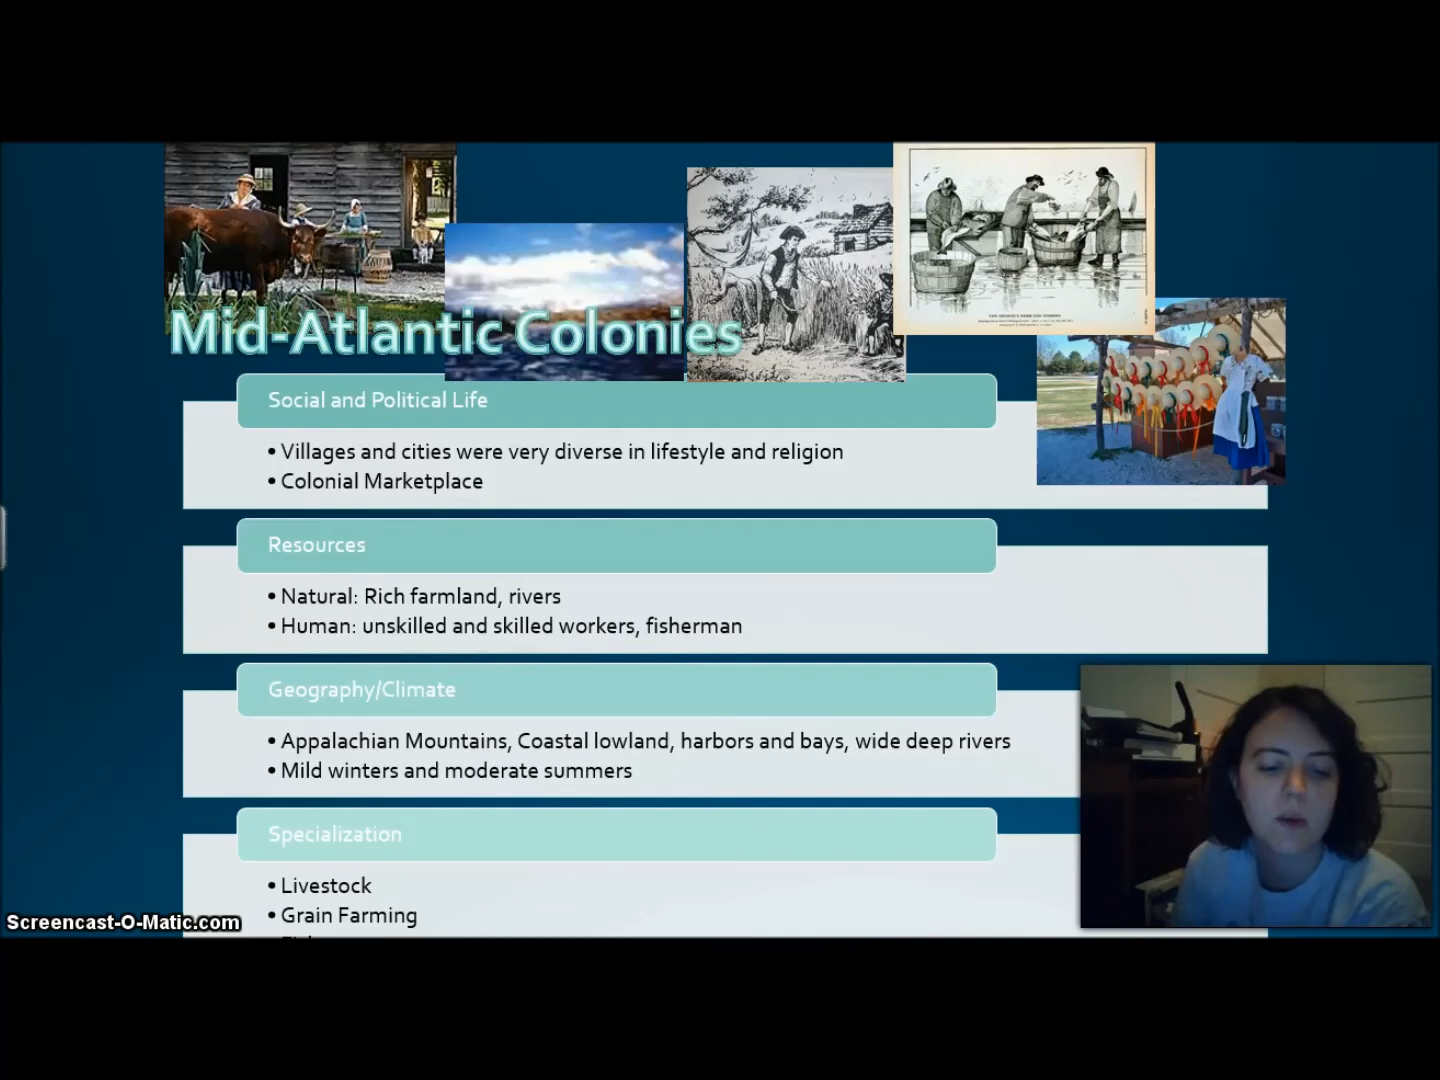 Mid-Atlantic Colonies
Social and Political Life
• Villages and cities were very diverse in lifestyle and religion
• Colonial Marketplace
Resources
• Natural: Rich farmland, rivers
• Human: unskilled and skilled workers, fisherman
Geography/Climate
• Appalachian Mountains, Coastal lowland, harbors and bays, wide deep rivers
• Mild winters and moderate summers
Specialization
• Livestock
• Grain Farming
Screencast-O-Matic.com